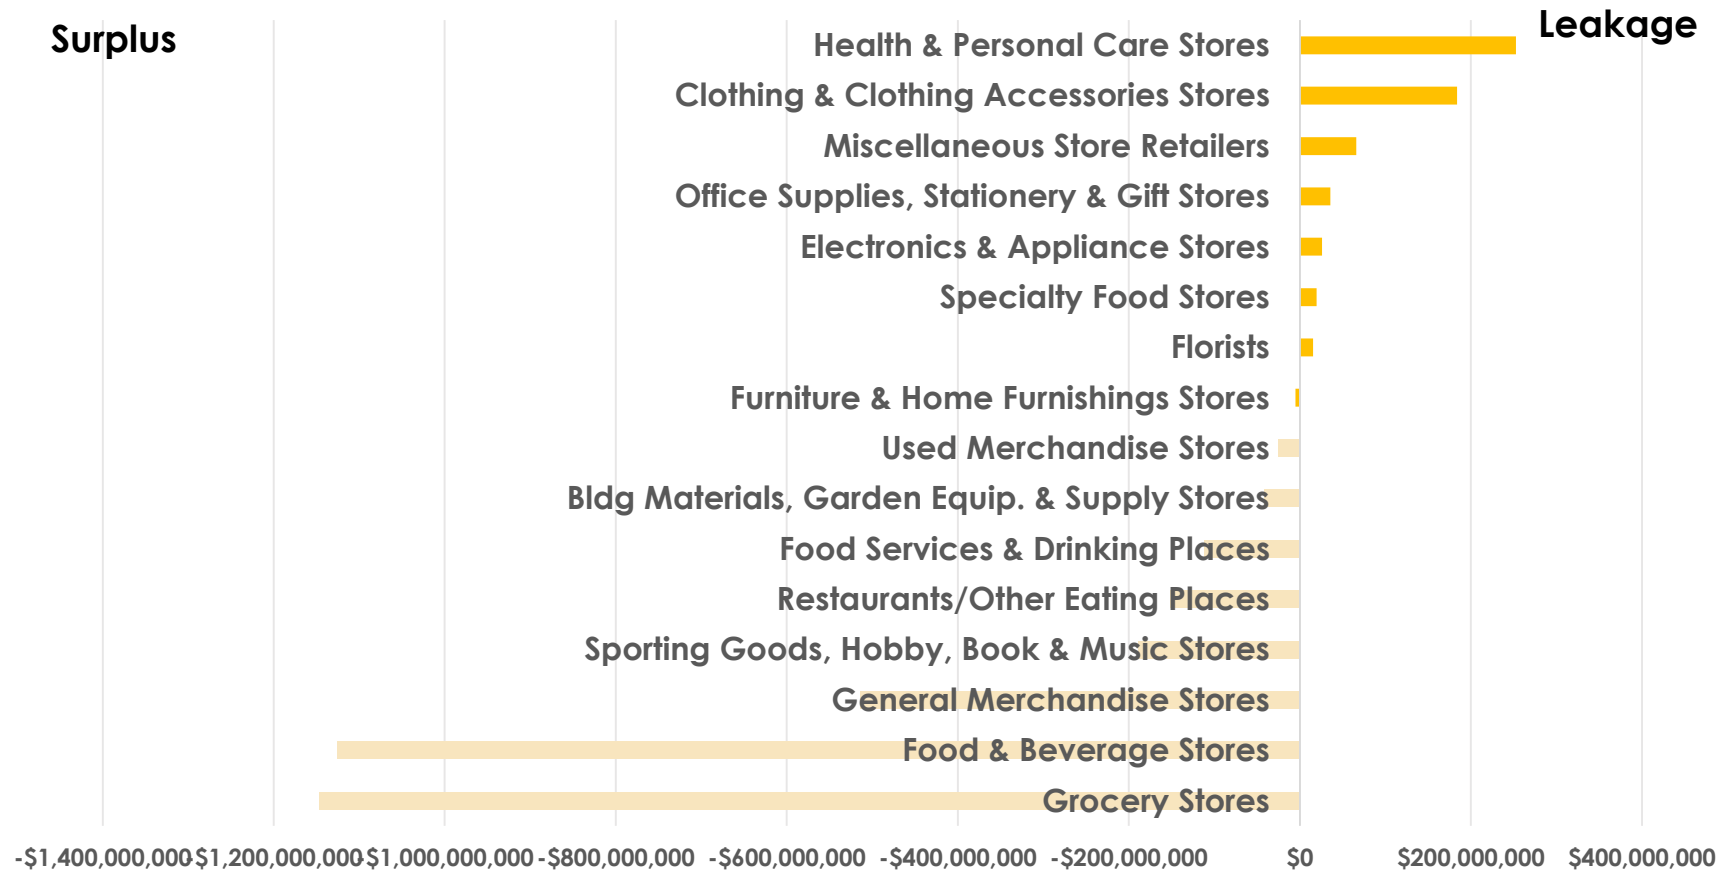 Surplus
Leakage
Health & Personal Care Stores
Clothing & Clothing Accessories Stores
Miscellaneous Store Retailers
Office Supplies, Stationery & Gift Stores
Electronics & Appliance Stores
Specialty Food Stores
Florists
Furniture & Home Furnishings Stores
Used Merchandise Stores
Bldg Materials, Garden Equip. & Supply Stores
Food Services & Drinking Places
Restaurants/Other Eating Places
Sporting Goods, Hobby, Book & Music Stores
General Merchandise Stores
Food & Beverage Stores
Grocery Stores
-$1,400,000,000 -$1,200,000,000 -$1,000,000,000 -$800,000,000 -$600,000,000 -$400,000,000 -$200,000,000 $0 $200,000,000 $400,000,000